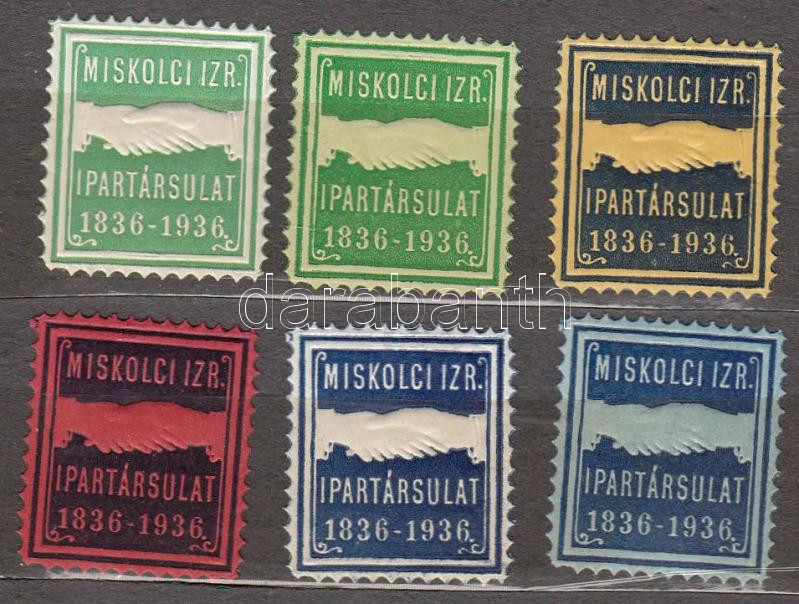 MISKOLCI IZR.
IPARTÁRSULAT
1836-1936.
MISKOLCI IZR.
IPARTÁRSULAT
1836-1936.
MISKOLCI IZR.
IPARTÁRSULAT
1836-1936.
darabanth
MISKOLCI IZR.
IPARTÁRSULAT
1836-1936.
MISKOLCI IZR.
IPARTÁRSULAT
1836-1936.
MISKOLCI IZR.
IPARTÁRSULAT
1836-1936.